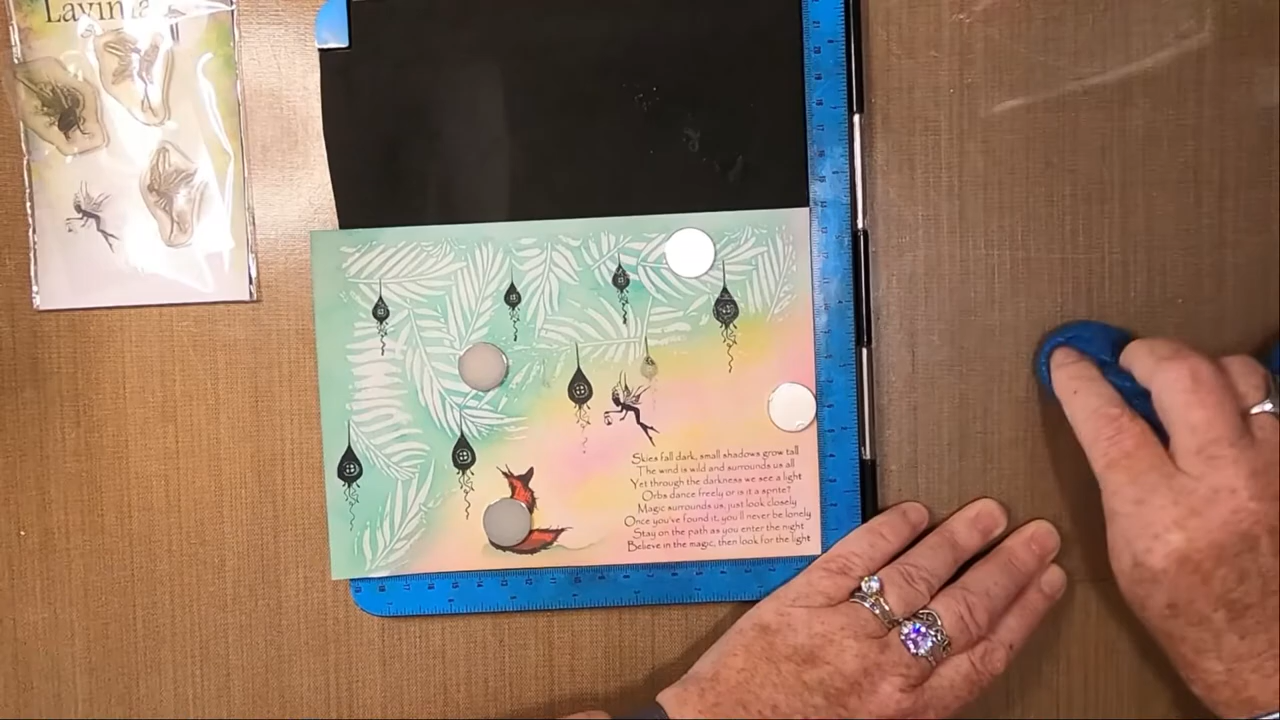 Lavinia
Skies fall dark, small shadows grow tall
The wind is wild and surrounds us all
Yet through the darkness we see a light
Orbs dance freely or is it a sprite?
Magic surrounds us, just look closely
Once you've found it, you'll never be lonely
Stay on the path as you enter the night
Believe in the magic, then look for the light